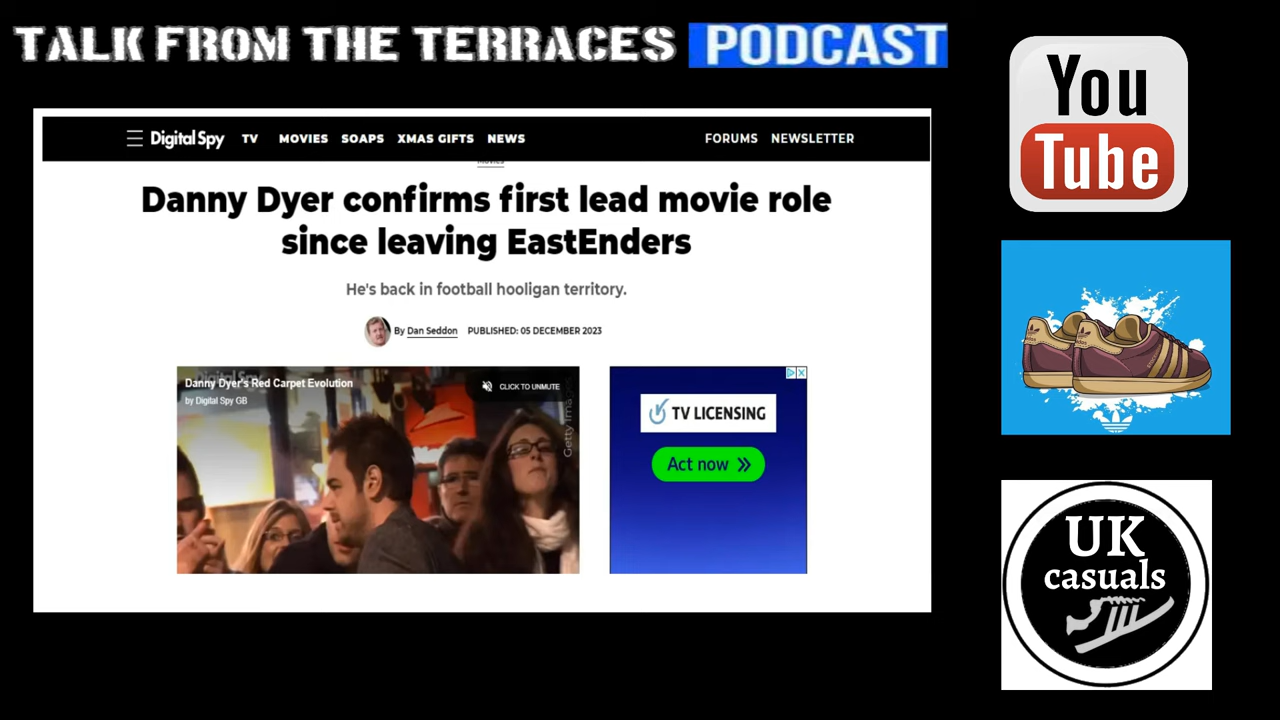 TALK FROM THE TERRACES PODCAST
You
Tube
DigitalSpy TV MOVIES SOAPS XMAS GIFTS NEWS FORUMS NEWSLETTER
Danny Dyer confirms first lead movie role
since leaving EastEnders
He's back in football hooligan territory.
By Dan Seddon PUBLISHED: 05 DECEMBER 2023
Danny Dyer's Red Carpet Evolution
by Digital Spy GB
CLICK TO UNMUTE
TV LICENSING
Act now
adidas
UK
casuals